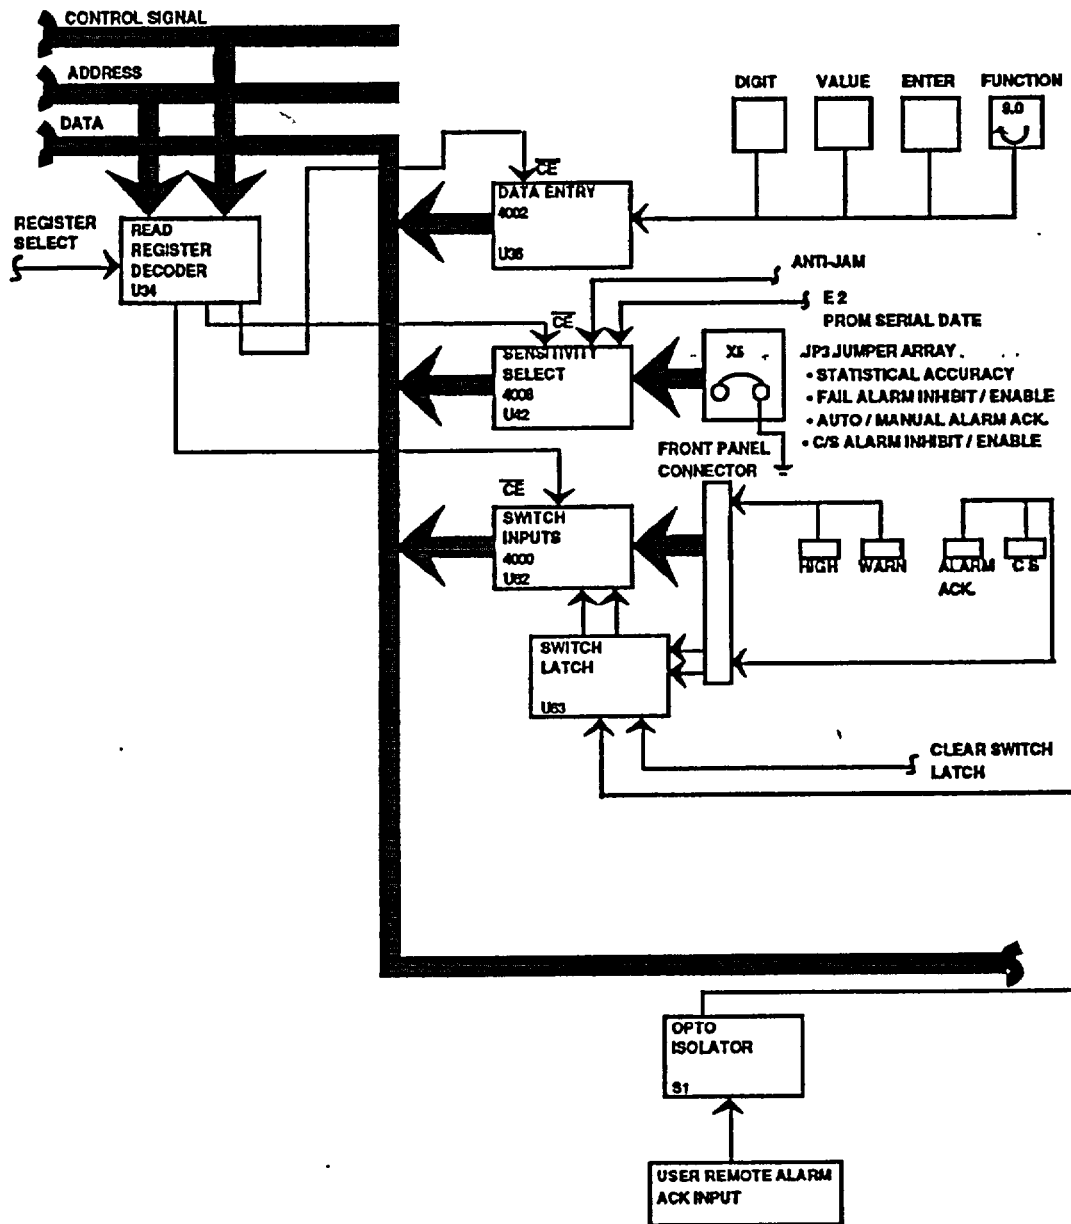 CONTROL SIGNAL
ADDRESS
DATA
DIGIT
VALUE
ENTER
FUNCTION
9.0
CE
DATA ENTRY
4002
U36
REGISTER
SELECT
READ
REGISTER
DECODER
U34
ANTI-JAM
E 2
PROM SERIAL DATE
CE
SENSITIVITY
SELECT
4008
U42
X5
JP3 JUMPER ARRAY
• STATISTICAL ACCURACY
• FAIL ALARM INHIBIT / ENABLE
• AUTO / MANUAL ALARM ACK.
• C/S ALARM INHIBIT / ENABLE
FRONT PANEL
CONNECTOR
CE
SWITCH
INPUTS
4000
U62
HIGH
WARN
ALARM
ACK.
C S
SWITCH
LATCH
U63
CLEAR SWITCH
LATCH
OPTO
ISOLATOR
S1
USER REMOTE ALARM
ACK INPUT